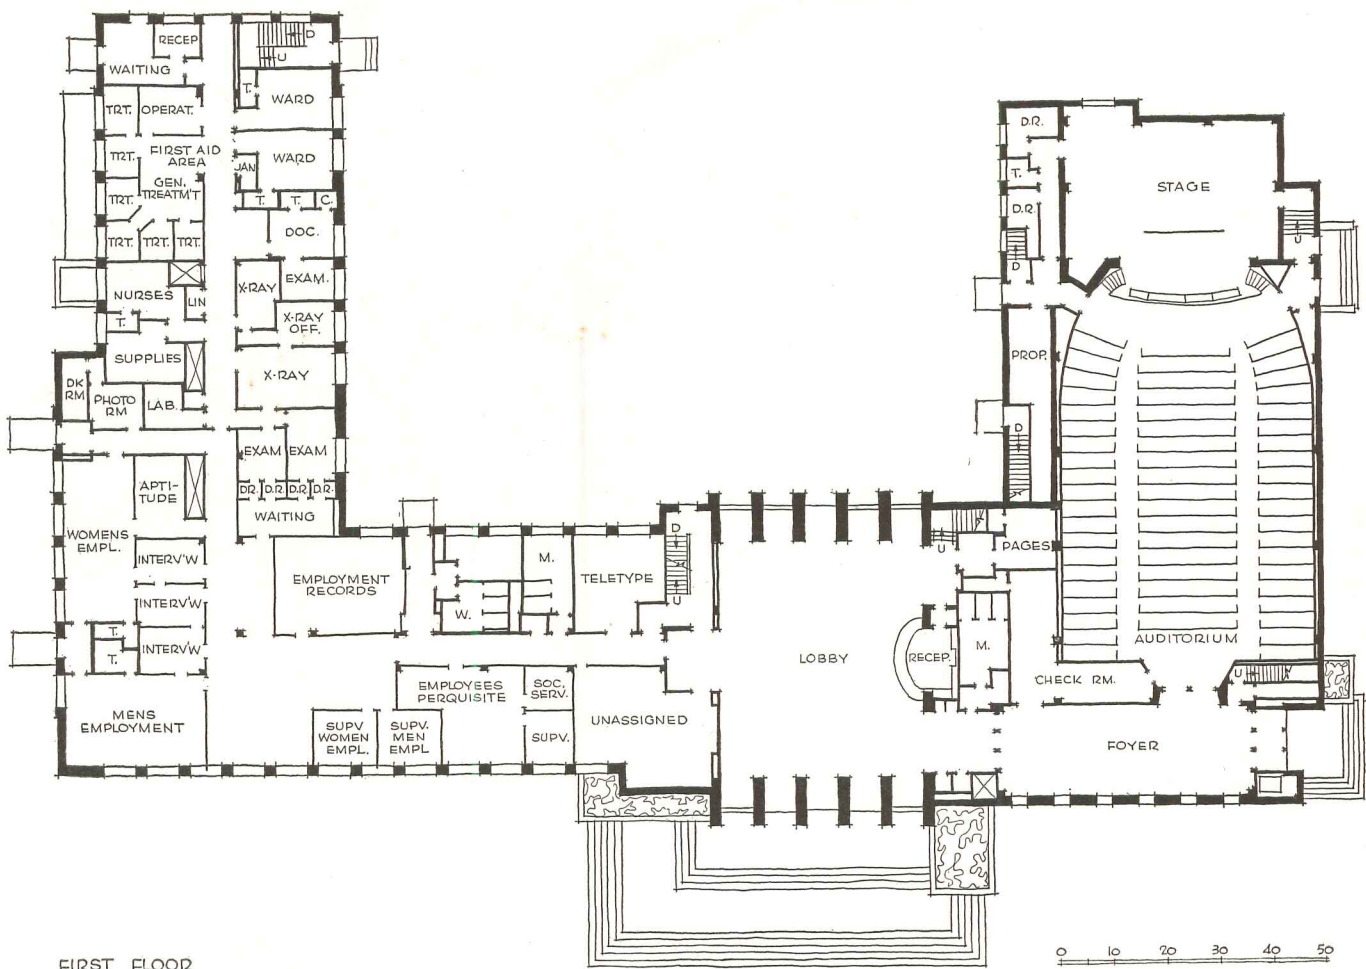 RECEP
WAITING
D
U
T.
WARD
TRT.
OPERAT.
FIRST AID
AREA
TRT.
JAN
WARD
GEN.
TREATM'T
TRT.
T.
T.
C.
TRT.
TRT.
TRT.
DOC.
NURSES
LIN
X-RAY
EXAM.
T.
X-RAY
OFF.
SUPPLIES
X-RAY
DK
RM
PHOTO
RM
LAB.
EXAM
EXAM
APTI-
TUDE
D.R.
D.R.
D.R.
D.R.
WAITING
WOMENS
EMPL.
INTERV'W
INTERV'W
INTERV'W
T.
T.
MENS
EMPLOYMENT
EMPLOYMENT
RECORDS
W.
M.
TELETYPE
D
U
EMPLOYEES
PERQUISITE
SOC.
SERV.
SUPV
WOMEN
EMPL.
SUPV.
MEN
EMPL
SUPV.
UNASSIGNED
LOBBY
RECEP.
M.
U
PAGES
CHECK RM.
FOYER
D.R.
T.
D.R.
D
STAGE
U
PROP.
D
AUDITORIUM
U
FIRST FLOOR
0 10 20 30 40 50